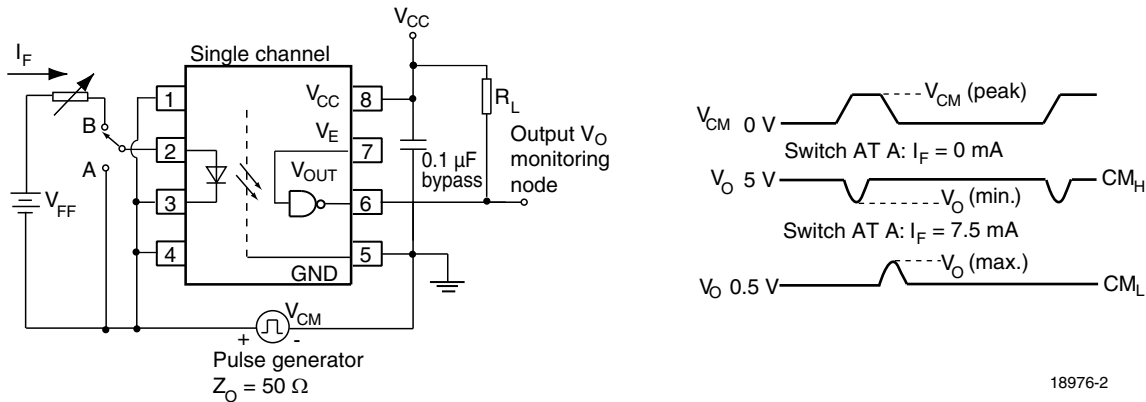 V_CC
Single channel
I_F
1
V_CC
8
R_L
B
V_E
Output V_O
monitoring
node
2
7
A
V_OUT
0.1 µF
bypass
V_FF
3
6
4
5
GND
V_CM
+
-
Pulse generator
Z_O = 50 Ω
V_CM (peak)
V_CM 0 V
Switch AT A: I_F = 0 mA
V_O 5 V
CM_H
V_O (min.)
Switch AT A: I_F = 7.5 mA
V_O (max.)
V_O 0.5 V
CM_L
18976-2